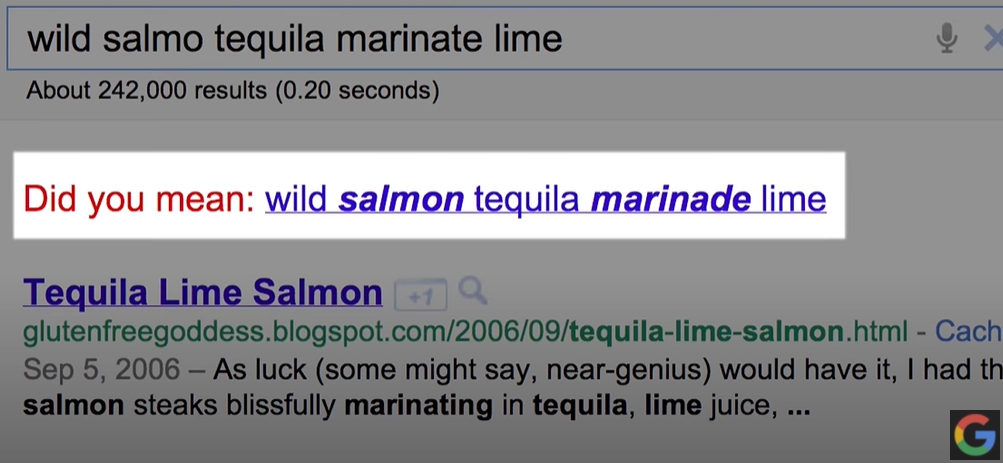 wild salmo tequila marinate lime
About 242,000 results (0.20 seconds)
Did you mean: wild salmon tequila marinade lime
Tequila Lime Salmon +1
glutenfreegoddess.blogspot.com/2006/09/tequila-lime-salmon.html - Cach
Sep 5, 2006 – As luck (some might say, near-genius) would have it, I had th
salmon steaks blissfully marinating in tequila, lime juice, ...
G